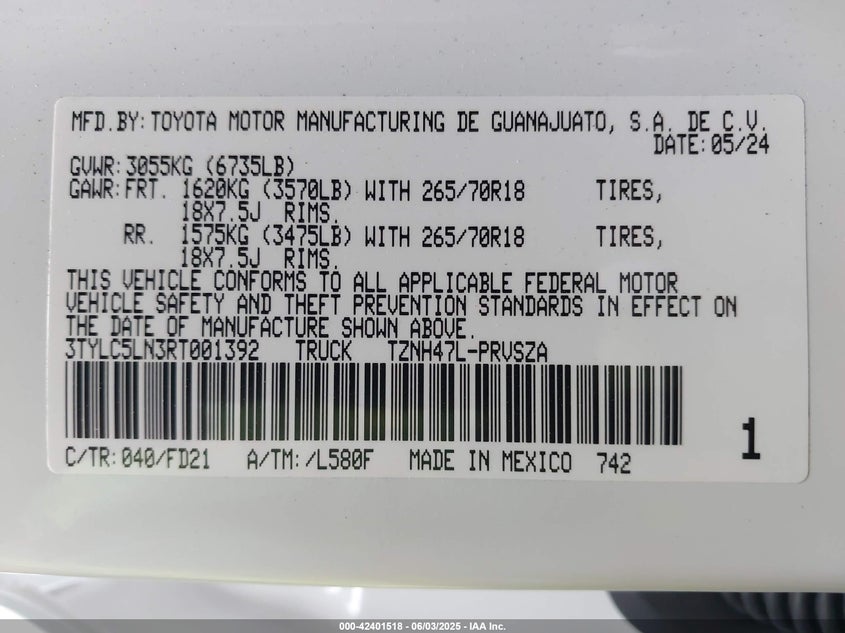 MFD.BY: TOYOTA MOTOR MANUFACTURING DE GUANAJUATO, S.A. DE C.V.
DATE: 05/24
GVWR: 3055KG (6735LB)
GAWR: FRT. 1620KG (3570LB) WITH 265/70R18 TIRES,
18X7.5J RIMS.
RR. 1575KG (3475LB) WITH 265/70R18 TIRES,
18X7.5J RIMS.
THIS VEHICLE CONFORMS TO ALL APPLICABLE FEDERAL MOTOR
VEHICLE SAFETY AND THEFT PREVENTION STANDARDS IN EFFECT ON
THE DATE OF MANUFACTURE SHOWN ABOVE.
3TYLC5LN3RT001392 TRUCK TZNH47L-PRVSZA
1
C/TR: 040/FD21 A/TM: /L580F MADE IN MEXICO 742
000-42401518 - 06/03/2025 - IAA Inc.